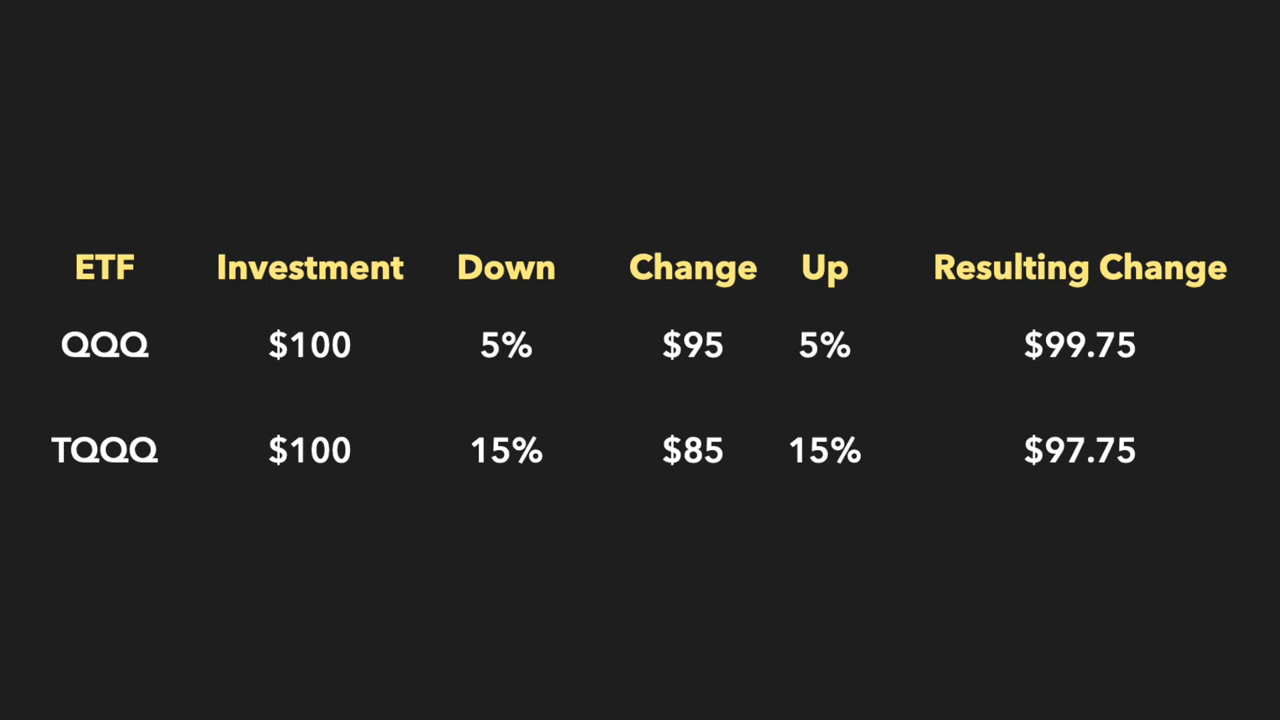 ETF Investment Down Change Up Resulting Change
QQQ $100 5% $95 5% $99.75
TQQQ $100 15% $85 15% $97.75